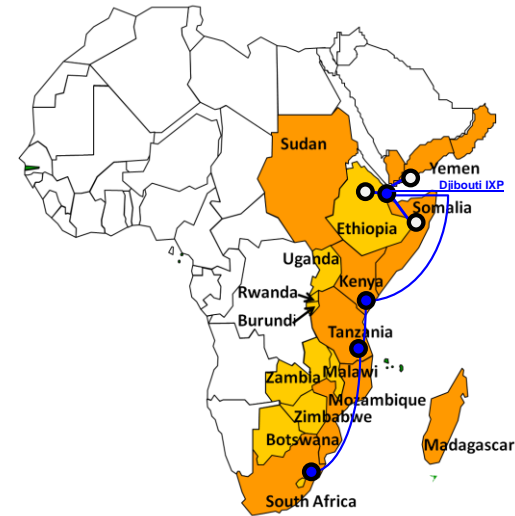 Sudan
Yemen
Djibouti IXP
Somalia
Ethiopia
Uganda
Kenya
Rwanda
Burundi
Tanzania
Malawi
Zambia
Mozambique
Zimbabwe
Botswana
Madagascar
South Africa